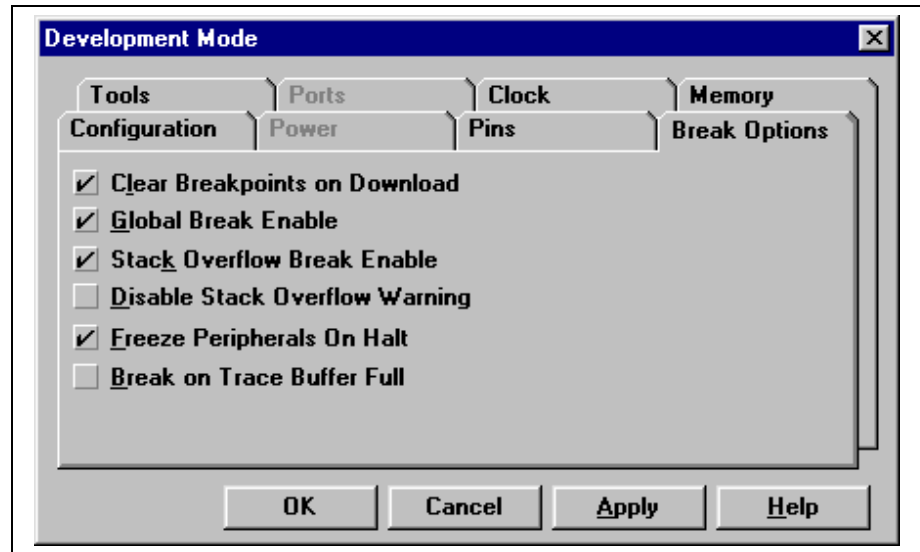 Development Mode
Tools Ports Clock Memory
Configuration Power Pins Break Options
Clear Breakpoints on Download
Global Break Enable
Stack Overflow Break Enable
Disable Stack Overflow Warning
Freeze Peripherals On Halt
Break on Trace Buffer Full
OK Cancel Apply Help